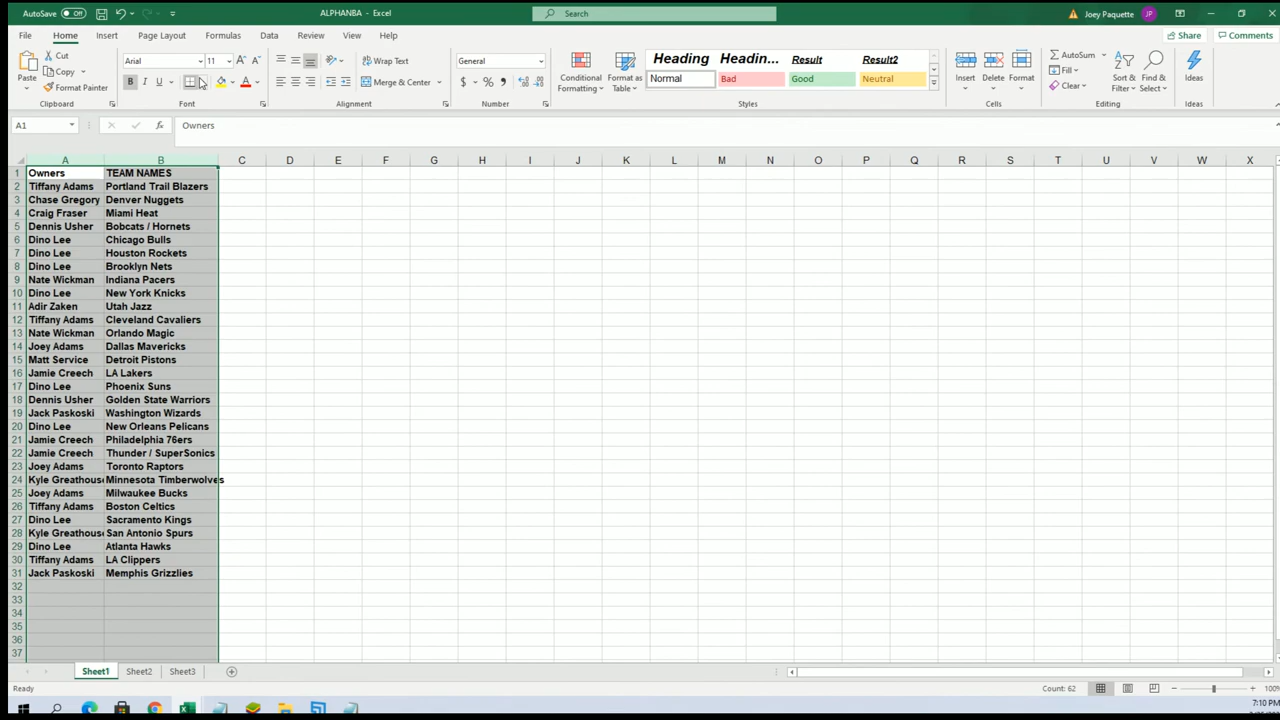 AutoSave Off ALPHANBA - Excel Search Joey Paquette JP
File Home Insert Page Layout Formulas Data Review View Help Share Comments
Paste Cut Copy Format Painter Clipboard
Arial 11 B I U Font
Wrap Text Merge & Center Alignment
General $ % Number
Conditional Formatting Format as Table
Heading Headin... Result Result2
Normal Bad Good Neutral Styles
Insert Delete Format Cells
AutoSum Fill Clear Sort & Filter Find & Select Editing
Ideas Ideas
A1 fx Owners
A B C D E F G H I J K L M N O P Q R S T U V W X
1 Owners TEAM NAMES
2 Tiffany Adams Portland Trail Blazers
3 Chase Gregory Denver Nuggets
4 Craig Fraser Miami Heat
5 Dennis Usher Bobcats / Hornets
6 Dino Lee Chicago Bulls
7 Dino Lee Houston Rockets
8 Dino Lee Brooklyn Nets
9 Nate Wickman Indiana Pacers
10 Dino Lee New York Knicks
11 Adir Zaken Utah Jazz
12 Tiffany Adams Cleveland Cavaliers
13 Nate Wickman Orlando Magic
14 Joey Adams Dallas Mavericks
15 Matt Service Detroit Pistons
16 Jamie Creech LA Lakers
17 Dino Lee Phoenix Suns
18 Dennis Usher Golden State Warriors
19 Jack Paskoski Washington Wizards
20 Dino Lee New Orleans Pelicans
21 Jamie Creech Philadelphia 76ers
22 Jamie Creech Thunder / SuperSonics
23 Joey Adams Toronto Raptors
24 Kyle Greathouse Minnesota Timberwolves
25 Joey Adams Milwaukee Bucks
26 Tiffany Adams Boston Celtics
27 Dino Lee Sacramento Kings
28 Kyle Greathouse San Antonio Spurs
29 Dino Lee Atlanta Hawks
30 Tiffany Adams LA Clippers
31 Jack Paskoski Memphis Grizzlies
32
33
34
35
36
37
Sheet1 Sheet2 Sheet3
Ready Count: 62 100%
7:10 PM